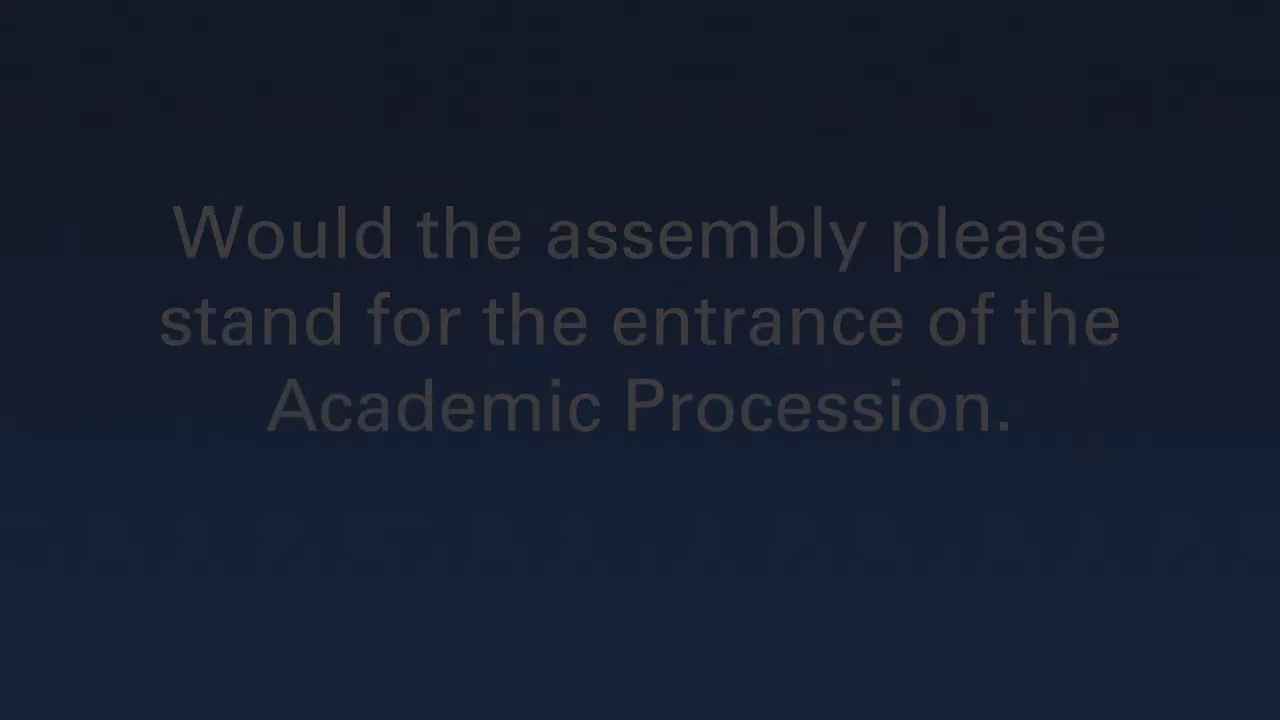 Would the assembly please
stand for the entrance of the
Academic Procession.